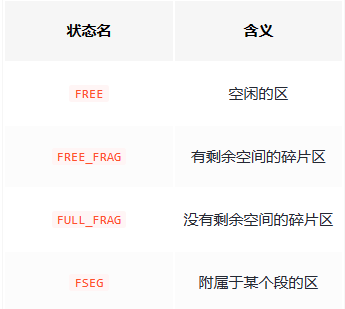 状态名 含义
FREE 空闲的区
FREE_FRAG 有剩余空间的碎片区
FULL_FRAG 没有剩余空间的碎片区
FSEG 附属于某个段的区